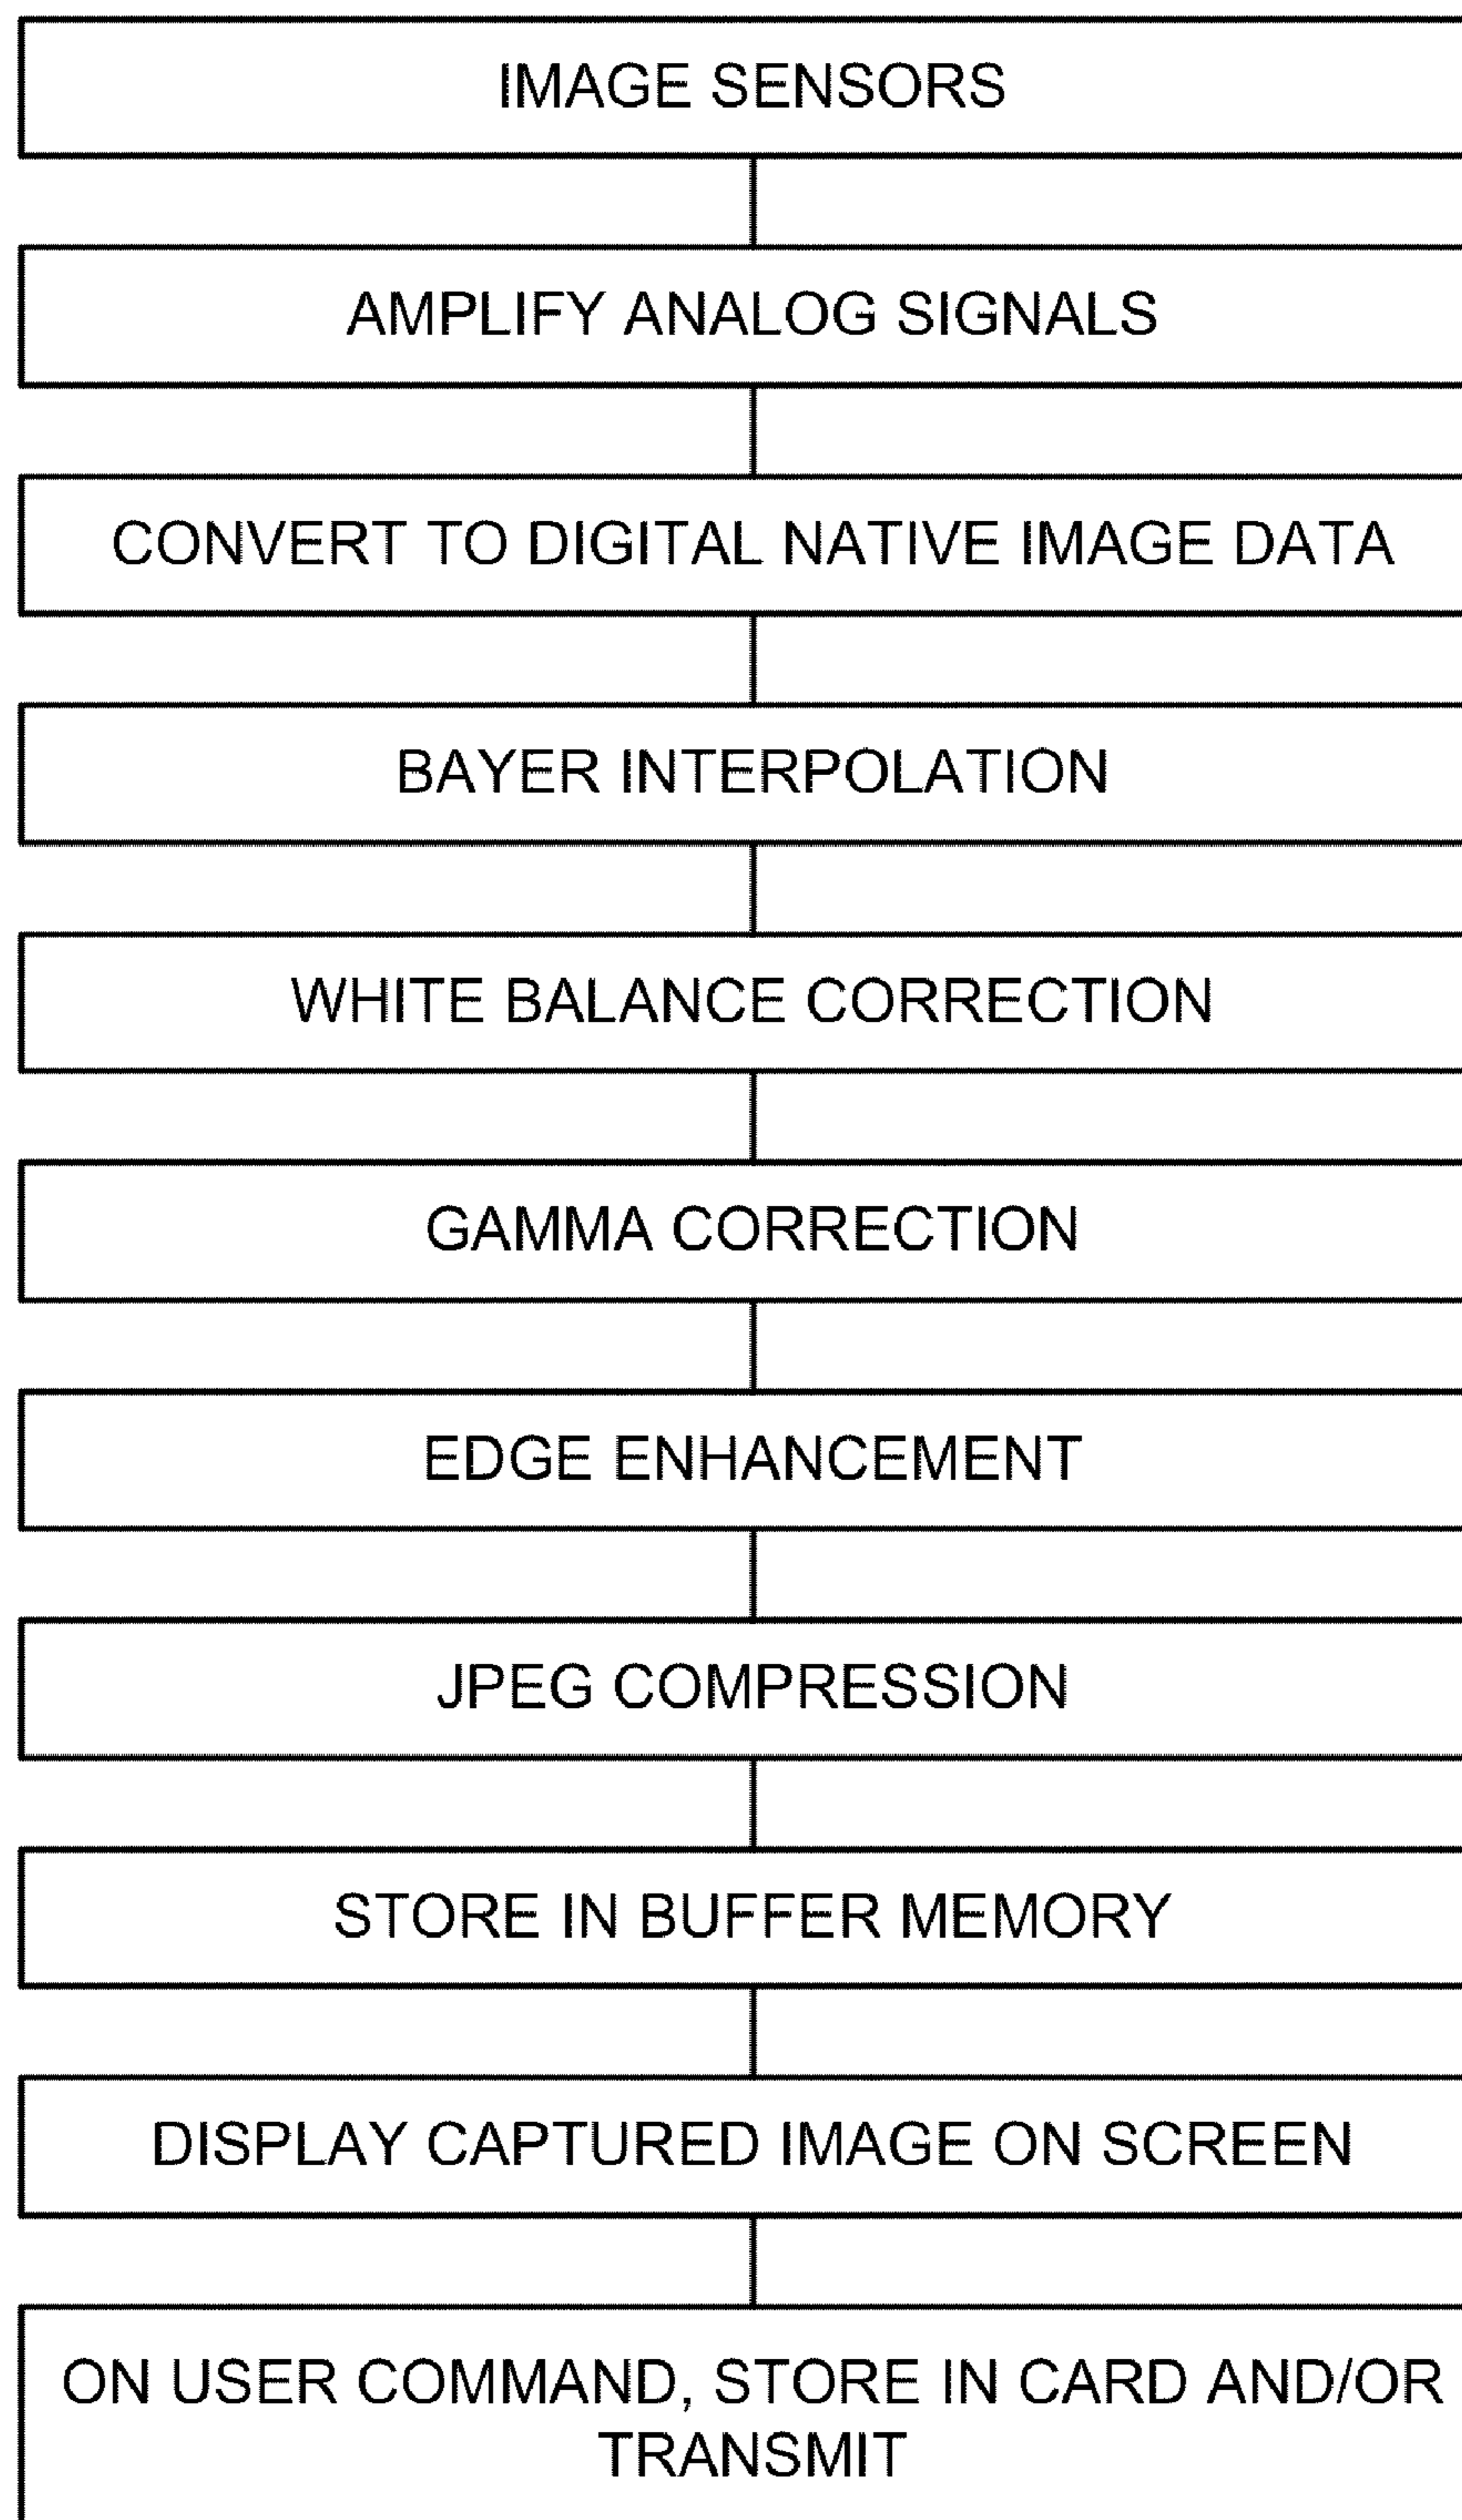 IMAGE SENSORS
AMPLIFY ANALOG SIGNALS
CONVERT TO DIGITAL NATIVE IMAGE DATA
BAYER INTERPOLATION
WHITE BALANCE CORRECTION
GAMMA CORRECTION
EDGE ENHANCEMENT
JPEG COMPRESSION
STORE IN BUFFER MEMORY
DISPLAY CAPTURED IMAGE ON SCREEN
ON USER COMMAND, STORE IN CARD AND/OR
TRANSMIT